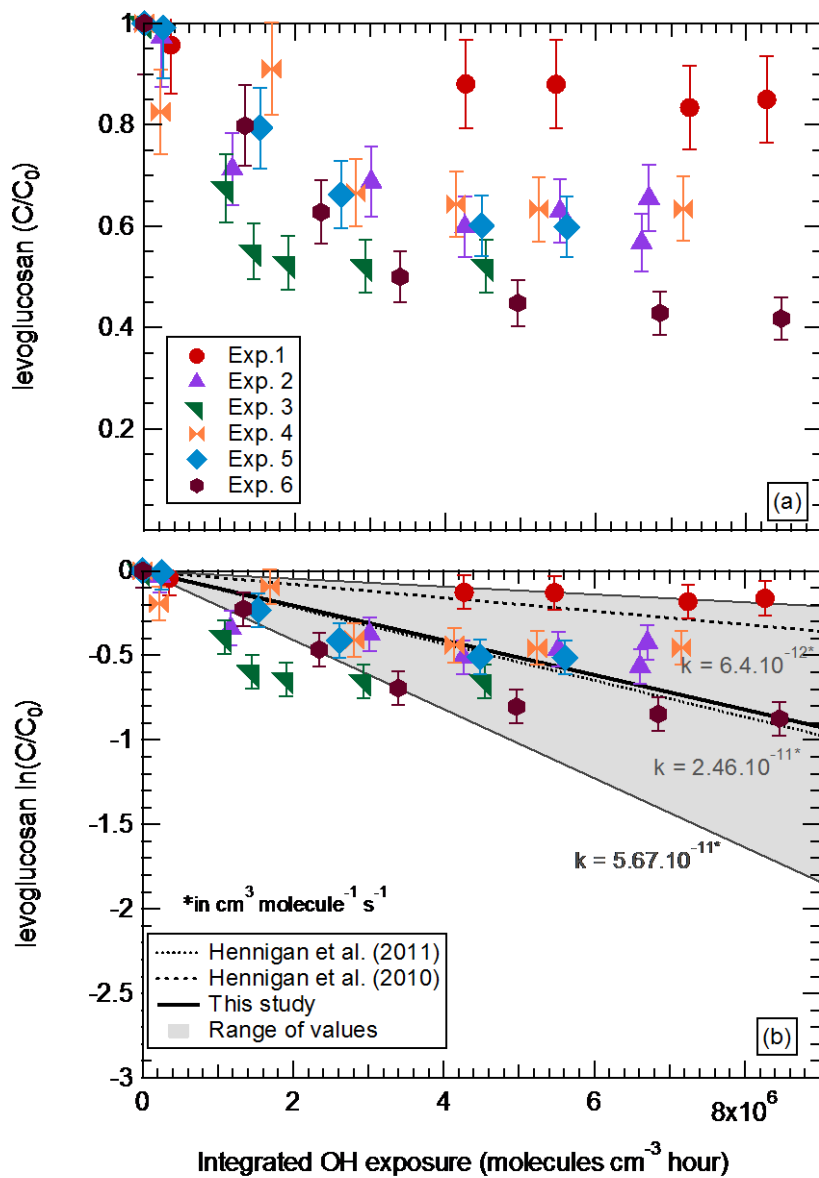 levoglucosan (C/C0)
1
0.8
0.6
0.4
0.2
Exp.1
Exp. 2
Exp. 3
Exp. 4
Exp. 5
Exp. 6
(a)
levoglucosan ln(C/C0)
0
-0.5
-1
-1.5
-2
-2.5
-3
k = 6.4.10-12*
k = 2.46.10-11*
k = 5.67.10-11*
*in cm3 molecule-1 s-1
Hennigan et al. (2011)
Hennigan et al. (2010)
This study
Range of values
(b)
0 2 4 6 8x106
Integrated OH exposure (molecules cm-3 hour)